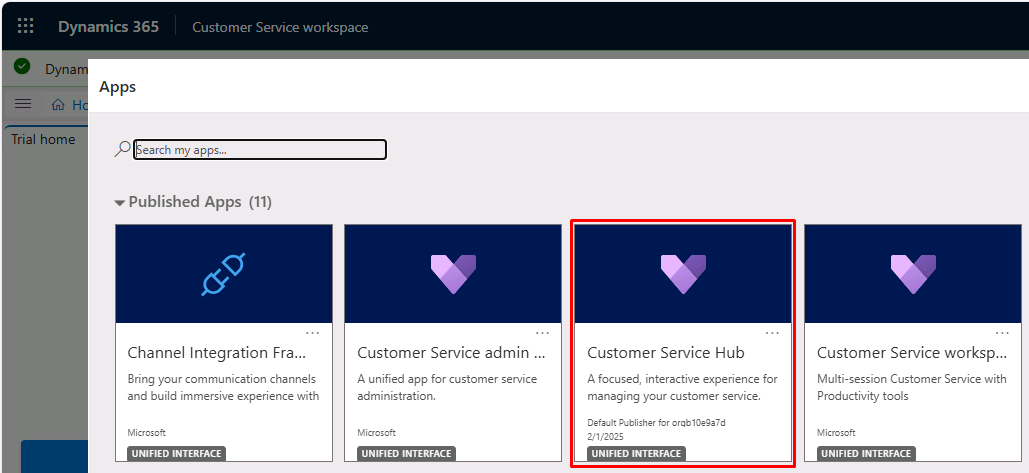 Dynamics 365 Customer Service workspace
Dynam
Apps
Ho
Trial home
Search my apps...
Published Apps (11)
...
Channel Integration Fra...
Bring your communication channels
and build immersive experience with
Microsoft
UNIFIED INTERFACE
...
Customer Service admin ...
A unified app for customer service
administration.
Microsoft
UNIFIED INTERFACE
...
Customer Service Hub
A focused, interactive experience for
managing your customer service.
Default Publisher for orgb10e9a7d
2/1/2025
UNIFIED INTERFACE
...
Customer Service worksp...
Multi-session Customer Service with
Productivity tools
Microsoft
UNIFIED INTERFACE